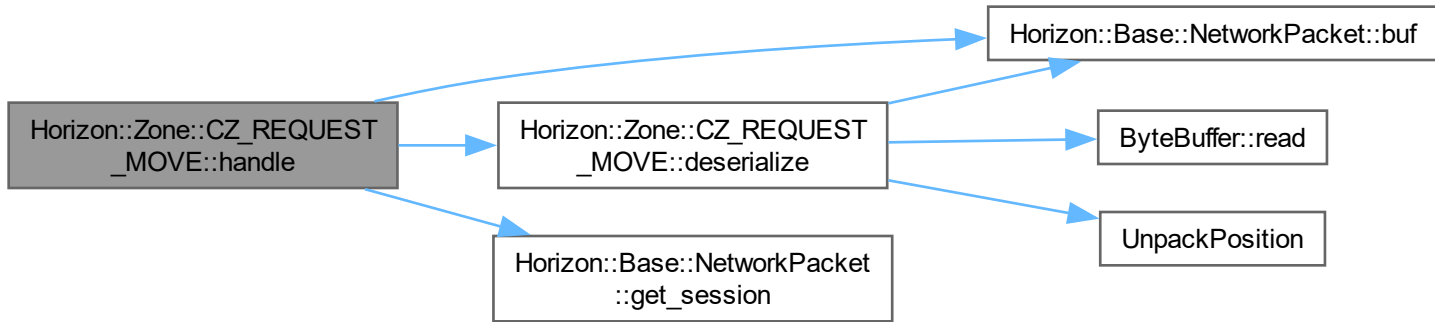 Horizon::Zone::CZ_REQUEST
_MOVE::handle
Horizon::Base::NetworkPacket::buf
Horizon::Zone::CZ_REQUEST
_MOVE::deserialize
ByteBuffer::read
UnpackPosition
Horizon::Base::NetworkPacket
::get_session